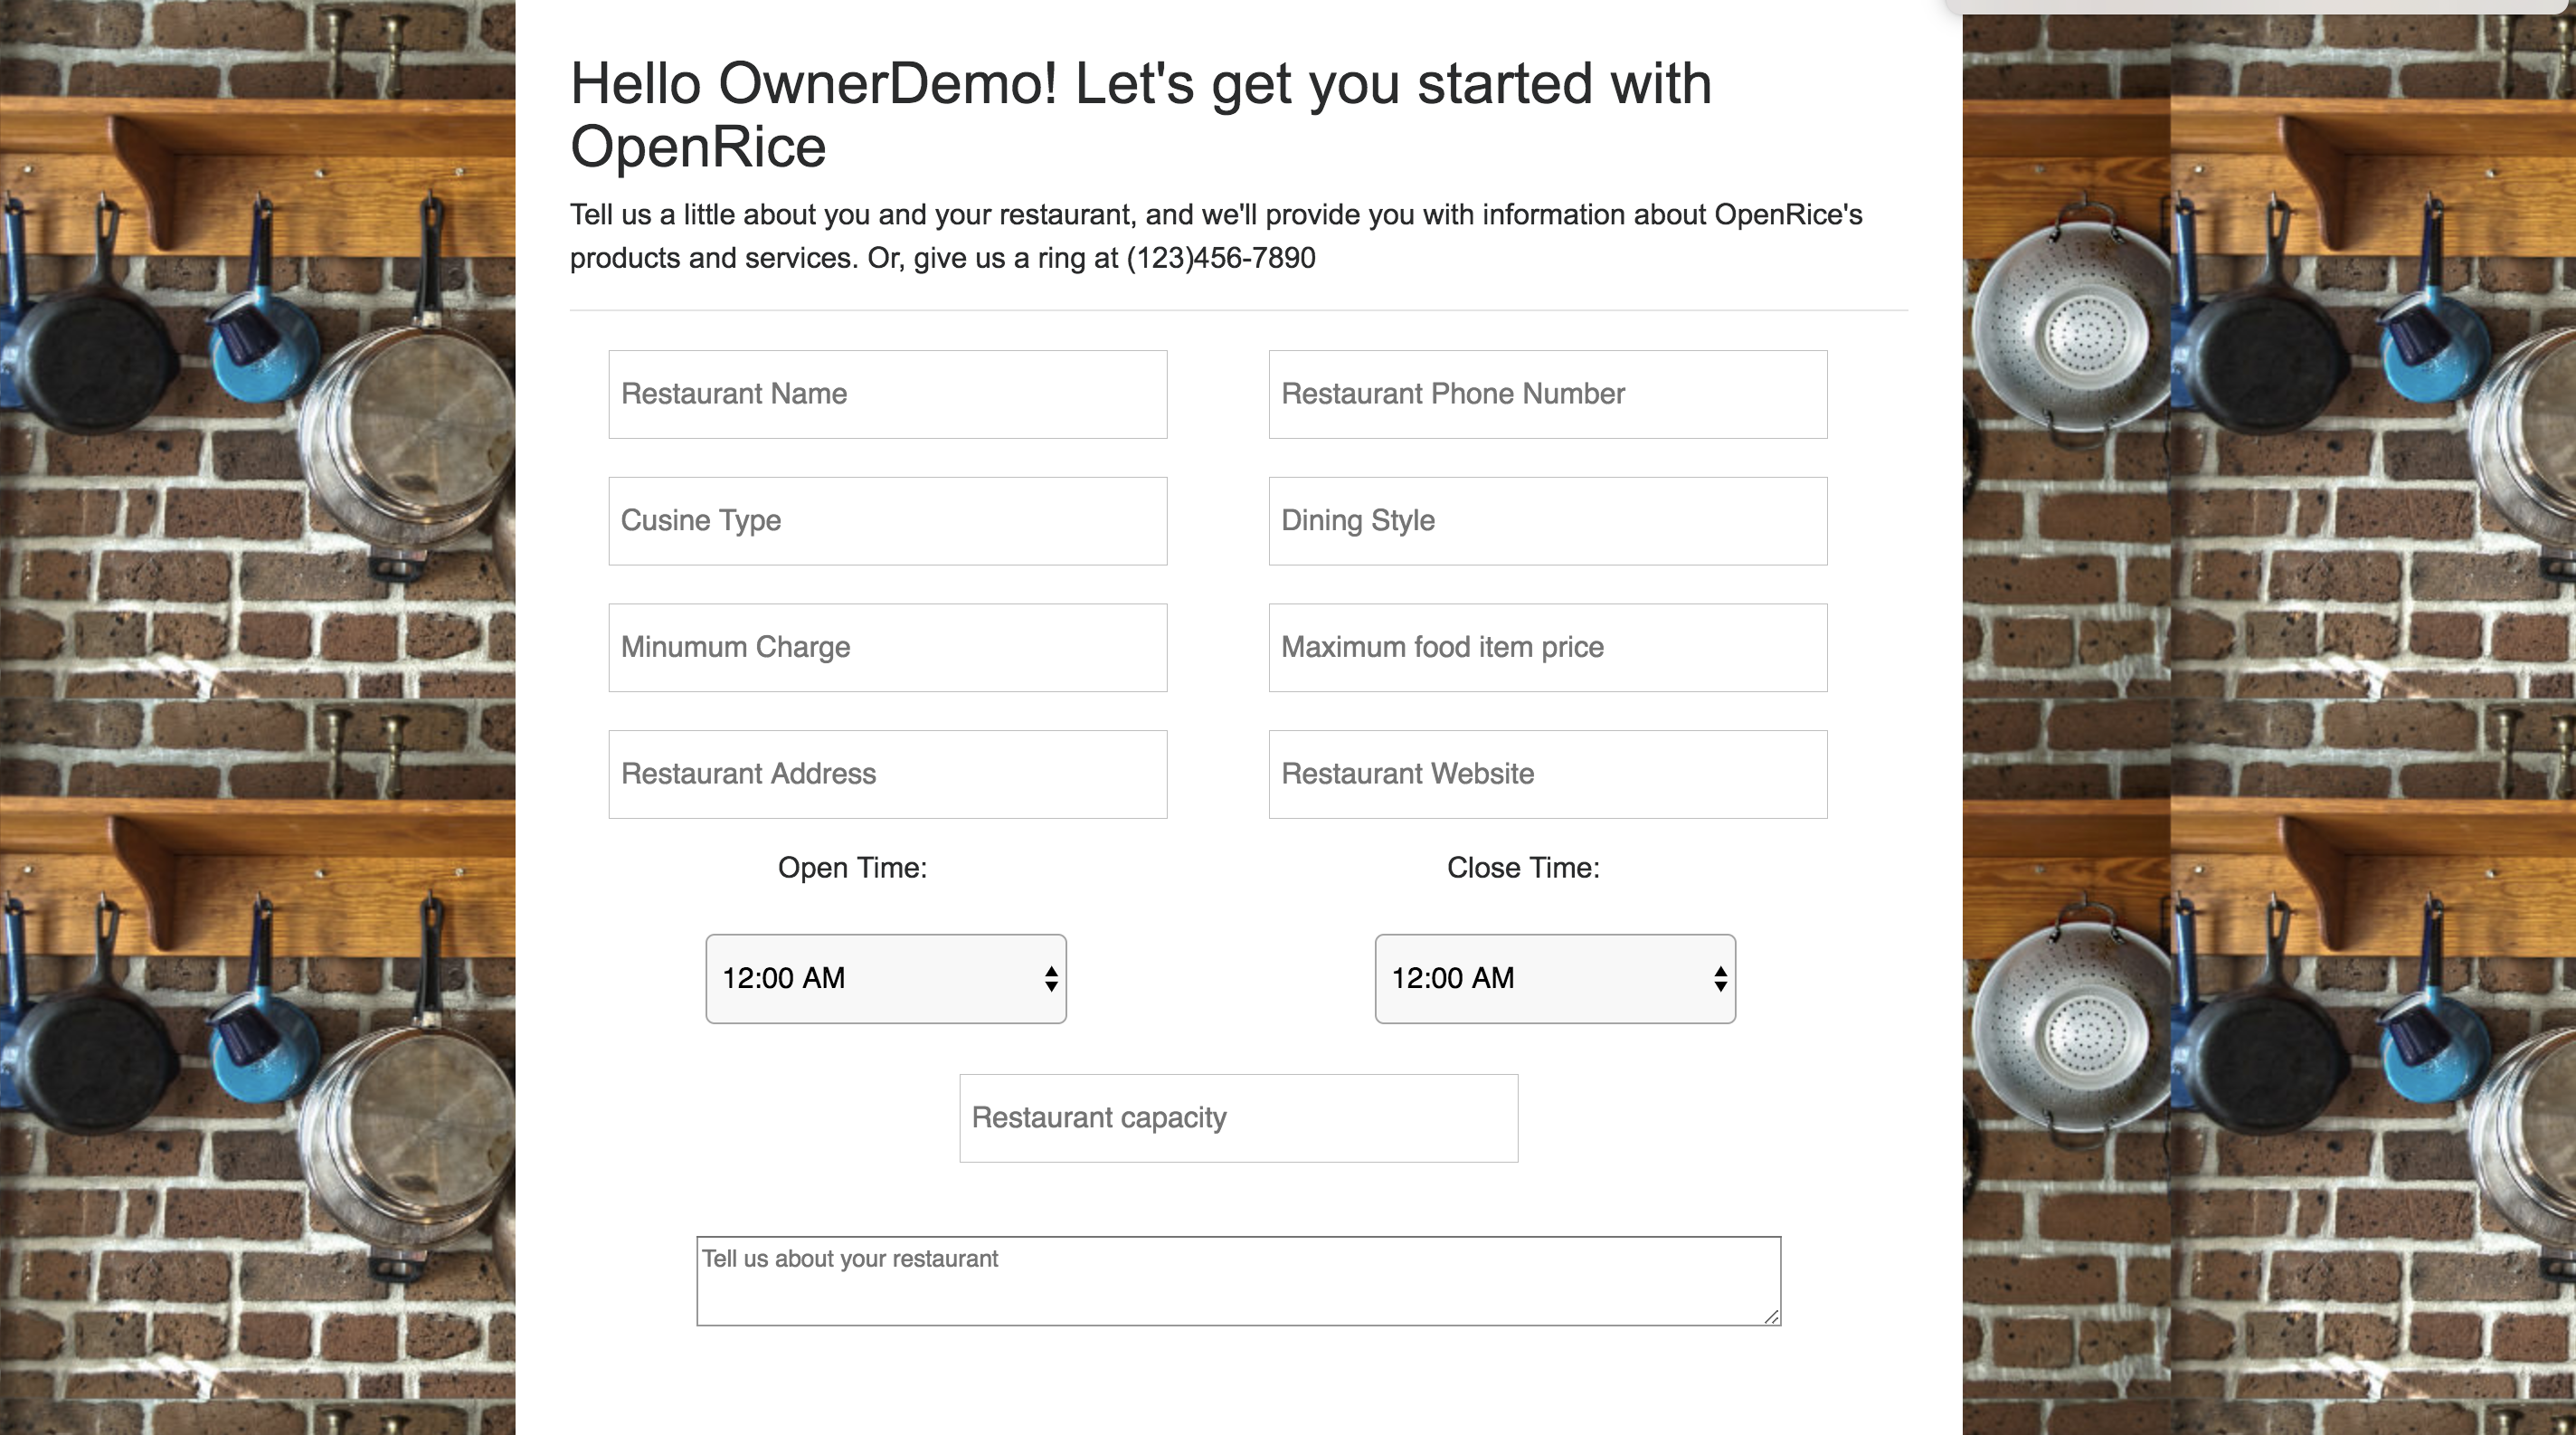 Hello OwnerDemo! Let's get you started with
OpenRice
Tell us a little about you and your restaurant, and we'll provide you with information about OpenRice's
products and services. Or, give us a ring at (123)456-7890
Restaurant Name
Restaurant Phone Number
Cusine Type
Dining Style
Minumum Charge
Maximum food item price
Restaurant Address
Restaurant Website
Open Time:
Close Time:
12:00 AM
12:00 AM
Restaurant capacity
Tell us about your restaurant